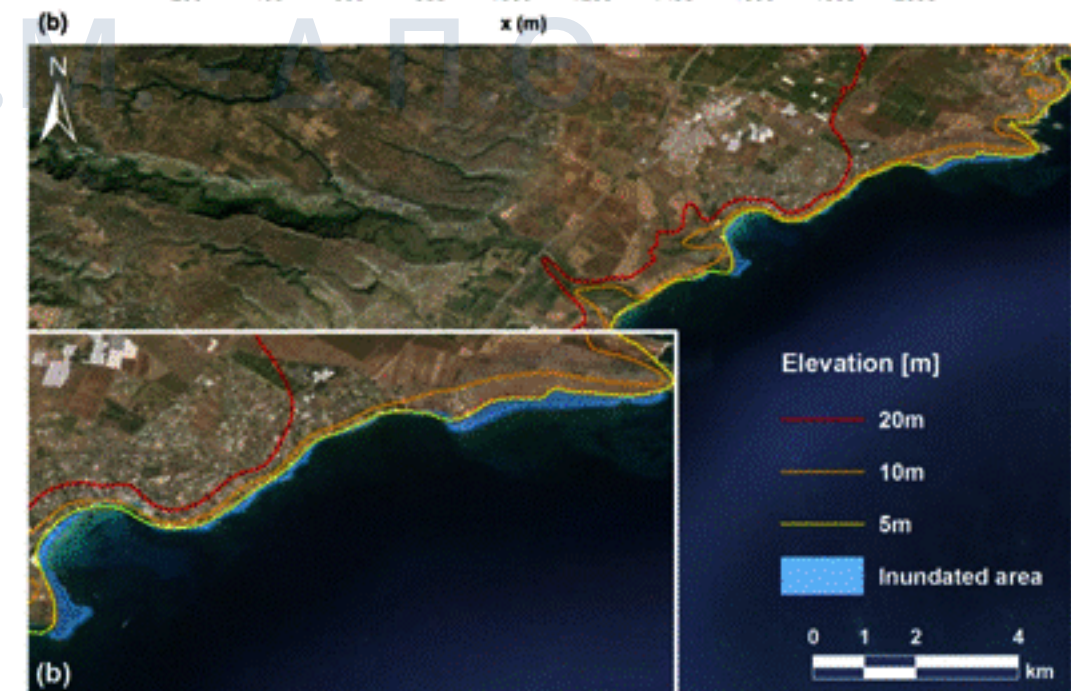 (b)
x (m)
Μ. - Α.Π.Θ.
N
Elevation [m]
20m
10m
5m
Inundated area
0 1 2 4
km
(b)